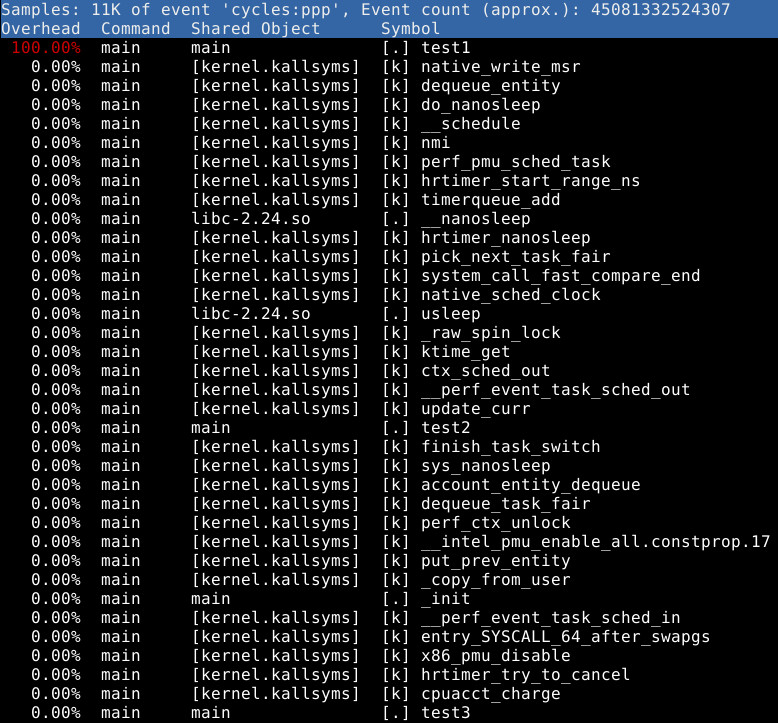 Samples: 11K of event 'cycles:ppp', Event count (approx.): 45081332524307
Overhead  Command  Shared Object      Symbol
100.00%  main     main               [.] test1
0.00%  main     [kernel.kallsyms]  [k] native_write_msr
0.00%  main     [kernel.kallsyms]  [k] dequeue_entity
0.00%  main     [kernel.kallsyms]  [k] do_nanosleep
0.00%  main     [kernel.kallsyms]  [k] __schedule
0.00%  main     [kernel.kallsyms]  [k] nmi
0.00%  main     [kernel.kallsyms]  [k] perf_pmu_sched_task
0.00%  main     [kernel.kallsyms]  [k] hrtimer_start_range_ns
0.00%  main     [kernel.kallsyms]  [k] timerqueue_add
0.00%  main     libc-2.24.so       [.] __nanosleep
0.00%  main     [kernel.kallsyms]  [k] hrtimer_nanosleep
0.00%  main     [kernel.kallsyms]  [k] pick_next_task_fair
0.00%  main     [kernel.kallsyms]  [k] system_call_fast_compare_end
0.00%  main     [kernel.kallsyms]  [k] native_sched_clock
0.00%  main     libc-2.24.so       [.] usleep
0.00%  main     [kernel.kallsyms]  [k] _raw_spin_lock
0.00%  main     [kernel.kallsyms]  [k] ktime_get
0.00%  main     [kernel.kallsyms]  [k] ctx_sched_out
0.00%  main     [kernel.kallsyms]  [k] __perf_event_task_sched_out
0.00%  main     [kernel.kallsyms]  [k] update_curr
0.00%  main     main               [.] test2
0.00%  main     [kernel.kallsyms]  [k] finish_task_switch
0.00%  main     [kernel.kallsyms]  [k] sys_nanosleep
0.00%  main     [kernel.kallsyms]  [k] account_entity_dequeue
0.00%  main     [kernel.kallsyms]  [k] dequeue_task_fair
0.00%  main     [kernel.kallsyms]  [k] perf_ctx_unlock
0.00%  main     [kernel.kallsyms]  [k] __intel_pmu_enable_all.constprop.17
0.00%  main     [kernel.kallsyms]  [k] put_prev_entity
0.00%  main     [kernel.kallsyms]  [k] _copy_from_user
0.00%  main     main               [.] _init
0.00%  main     [kernel.kallsyms]  [k] __perf_event_task_sched_in
0.00%  main     [kernel.kallsyms]  [k] entry_SYSCALL_64_after_swapgs
0.00%  main     [kernel.kallsyms]  [k] x86_pmu_disable
0.00%  main     [kernel.kallsyms]  [k] hrtimer_try_to_cancel
0.00%  main     [kernel.kallsyms]  [k] cpuacct_charge
0.00%  main     main               [.] test3